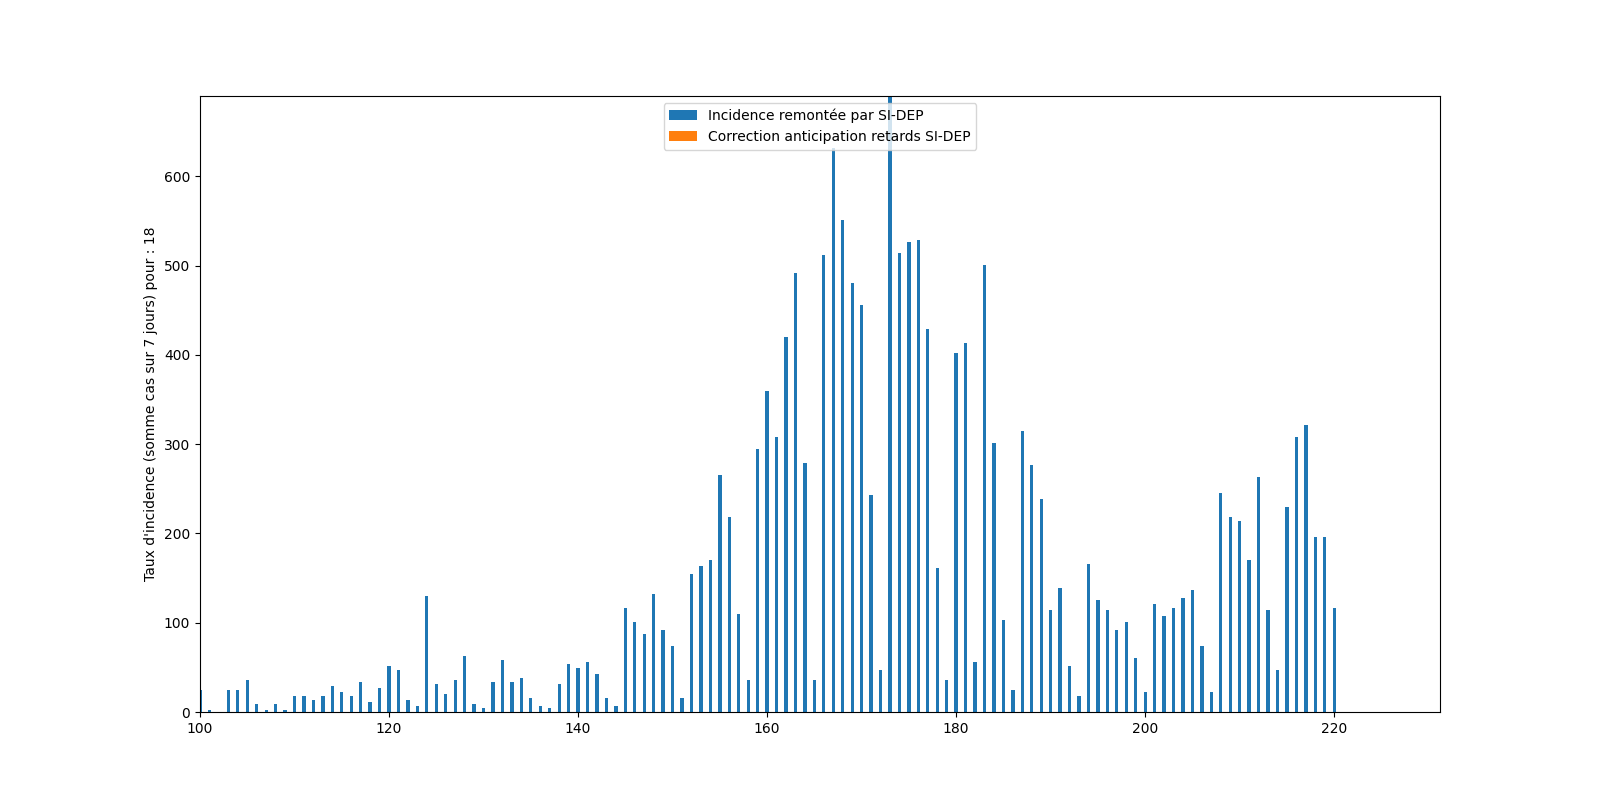 Incidence remontée par SI-DEP
Correction anticipation retards SI-DEP
Taux d'incidence (somme cas sur 7 jours) pour : 18
600
500
400
300
200
100
0
100 120 140 160 180 200 220